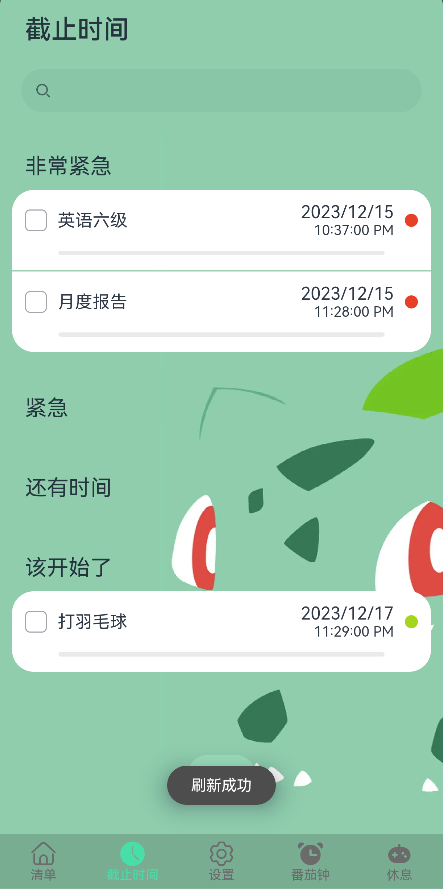 截止时间
非常紧急
英语六级
2023/12/15
10:37:00 PM
月度报告
2023/12/15
11:28:00 PM
紧急
还有时间
该开始了
打羽毛球
2023/12/17
11:29:00 PM
刷新成功
清单 截止时间 设置 番茄钟 休息